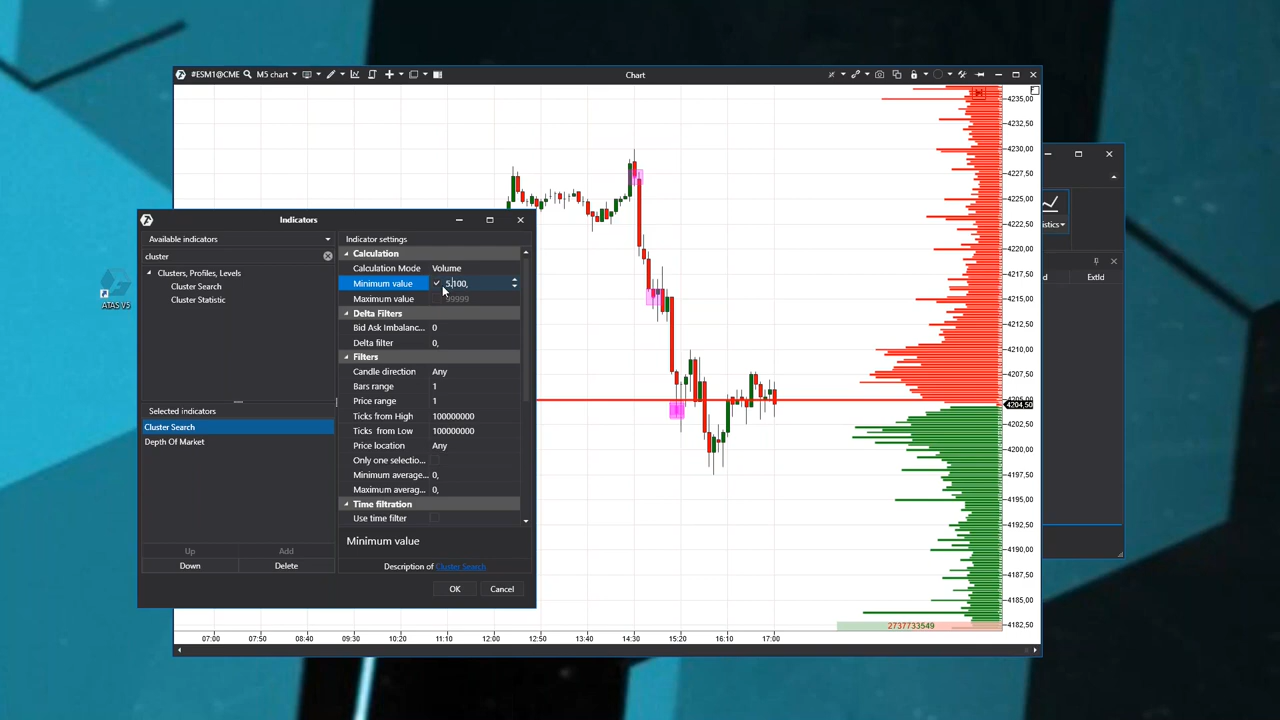 #ESM1@CME M5 chart Chart
4235,00
4232,50
4230,00
4227,50
4225,00
4222,50
4220,00
4217,50
4215,00
4212,50
4210,00
4207,50
4205,00
4204,50
4202,50
4200,00
4197,50
4195,00
4192,50
4190,00
4187,50
4185,00
4182,50
2737733549
07:00 07:50 08:40 09:30 10:20 11:10 12:00 12:50 13:40 14:30 15:20 16:10 17:00
istics
d ExtId
ATAS V5
Indicators
Available indicators
cluster
Clusters, Profiles, Levels
Cluster Search
Cluster Statistic
Selected indicators
Cluster Search
Depth Of Market
Up Add
Down Delete
Indicator settings
Calculation
Calculation Mode Volume
Minimum value 5,100,
Maximum value 99999
Delta Filters
Bid Ask Imbalanc... 0
Delta filter 0,
Filters
Candle direction Any
Bars range 1
Price range 1
Ticks from High 100000000
Ticks from Low 100000000
Price location Any
Only one selectio...
Minimum average... 0,
Maximum averag... 0,
Time filtration
Use time filter
Minimum value
Description of Cluster Search
OK Cancel